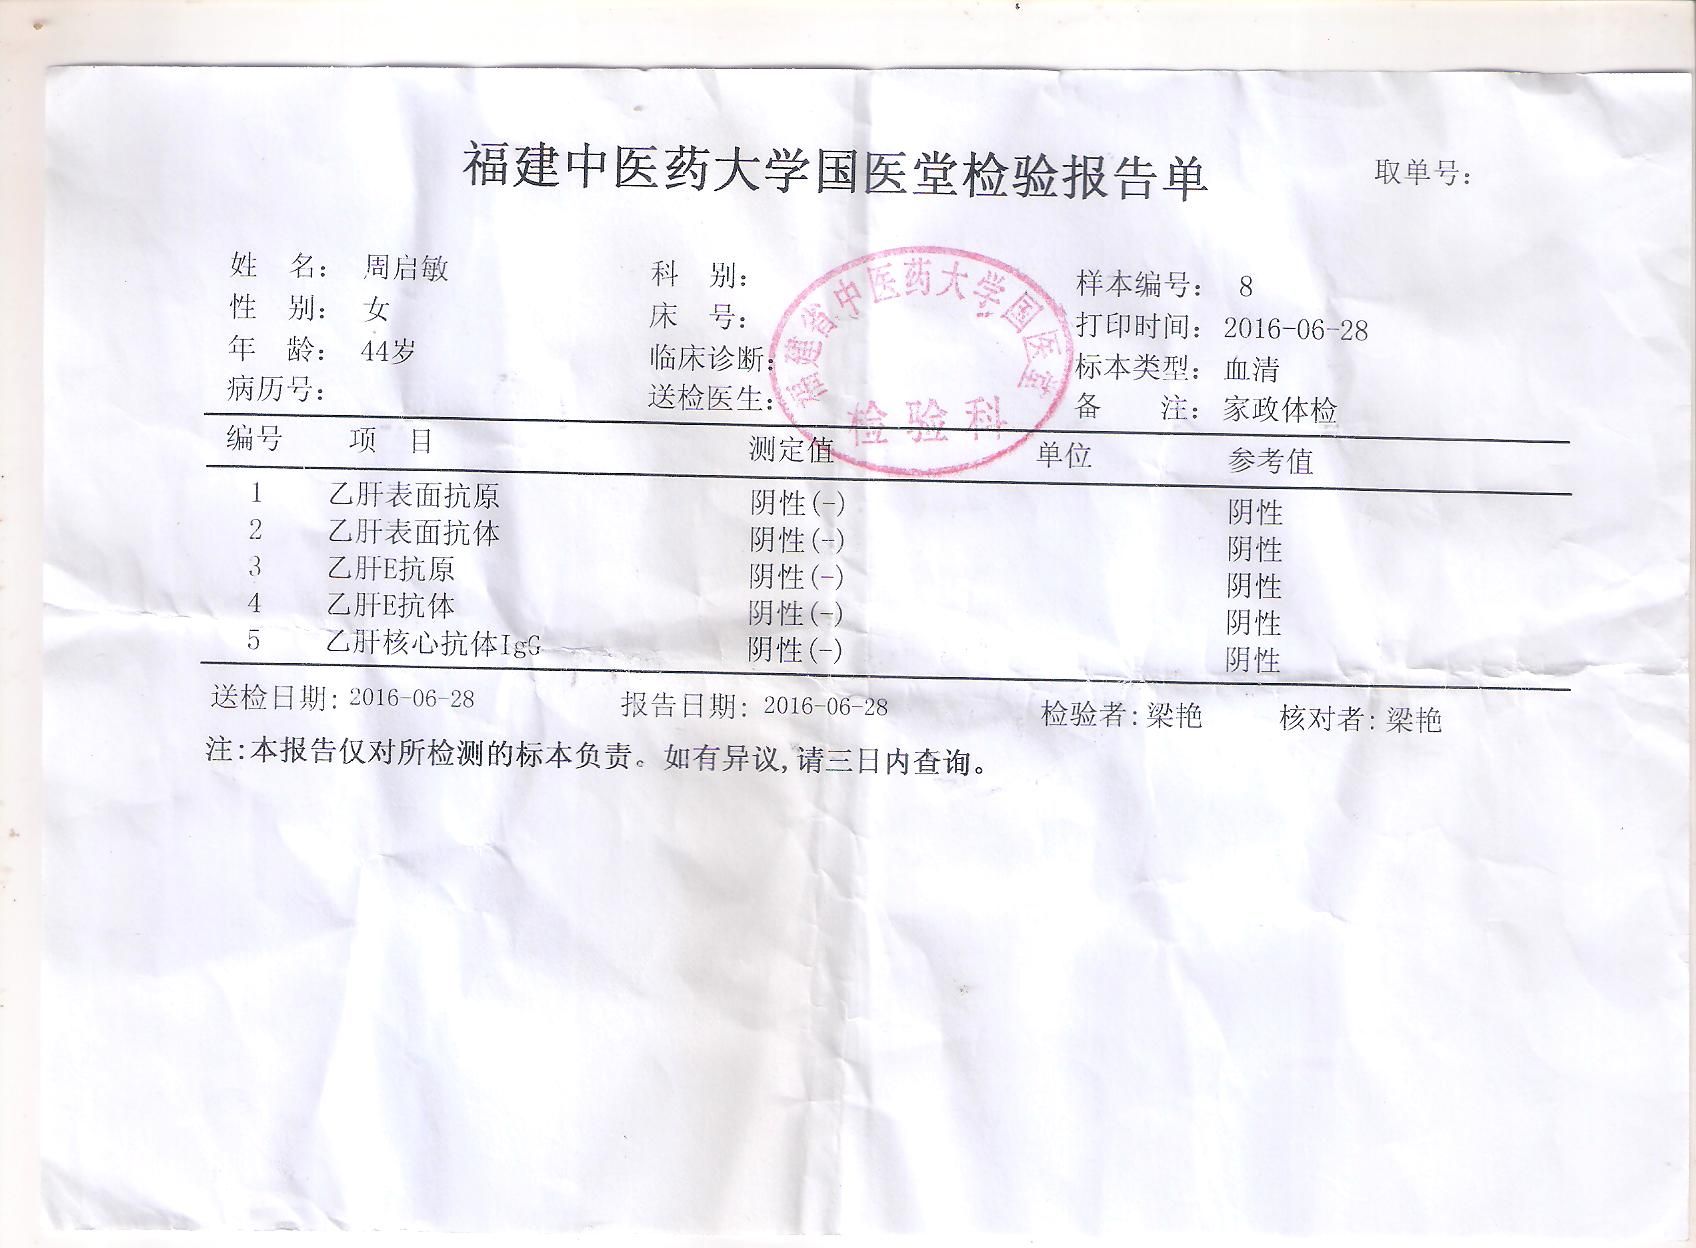 福建中医药大学国医堂检验报告单
取单号:
姓 名: 周启敏 科 别: 样本编号: 8
性 别: 女 床 号: 打印时间: 2016-06-28
年 龄: 44岁 临床诊断: 标本类型: 血清
病历号: 送检医生: 备 注: 家政体检
福建省中医药大学国医堂
检验科
编号 项 目 测定值 单位 参考值
1 乙肝表面抗原 阴性(-) 阴性
2 乙肝表面抗体 阴性(-) 阴性
3 乙肝E抗原 阴性(-) 阴性
4 乙肝E抗体 阴性(-) 阴性
5 乙肝核心抗体IgG 阴性(-) 阴性
送检日期: 2016-06-28 报告日期: 2016-06-28 检验者: 梁艳 核对者: 梁艳
注:本报告仅对所检测的标本负责。如有异议,请三日内查询。